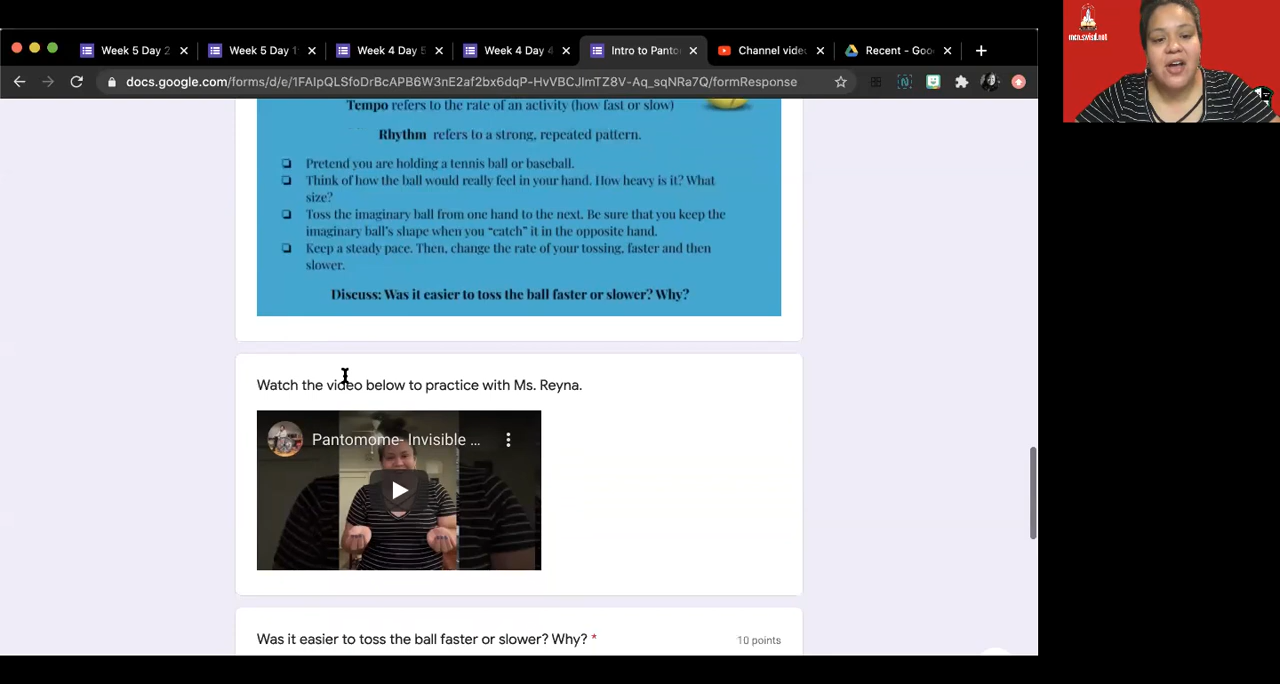 Week 5 Day 2
Week 5 Day 1
Week 4 Day 5
Week 4 Day 4
Intro to Panto
Channel video
Recent - Goo
docs.google.com/forms/d/e/1FAIpQLSfoDrBcAPB6W3nE2af2bx6dqP-HvVBCJlmTZ8V-Aq_sqNRa7Q/formResponse
mcn.swtsd.net
Tempo refers to the rate of an activity (how fast or slow)
Rhythm refers to a strong, repeated pattern.
Pretend you are holding a tennis ball or baseball.
Think of how the ball would really feel in your hand. How heavy is it? What
size?
Toss the imaginary ball from one hand to the next. Be sure that you keep the
imaginary ball's shape when you "catch" it in the opposite hand.
Keep a steady pace. Then, change the rate of your tossing, faster and then
slower.
Discuss: Was it easier to toss the ball faster or slower? Why?
Watch the video below to practice with Ms. Reyna.
Pantomome- Invisible ...
Was it easier to toss the ball faster or slower? Why? *
10 points